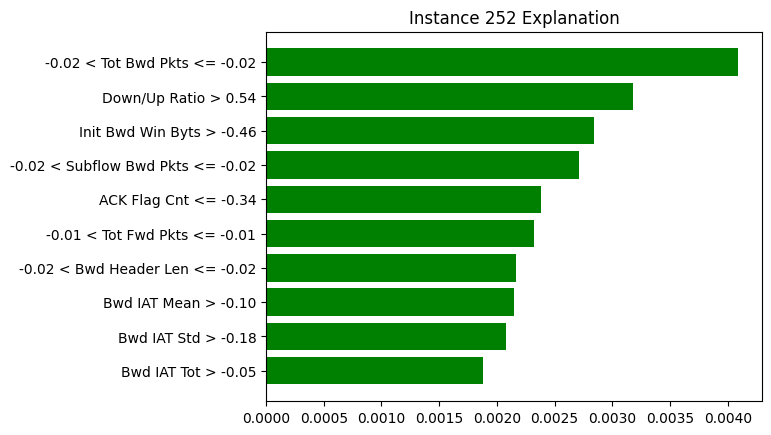 Instance 252 Explanation
-0.02 < Tot Bwd Pkts <= -0.02
Down/Up Ratio > 0.54
Init Bwd Win Byts > -0.46
-0.02 < Subflow Bwd Pkts <= -0.02
ACK Flag Cnt <= -0.34
-0.01 < Tot Fwd Pkts <= -0.01
-0.02 < Bwd Header Len <= -0.02
Bwd IAT Mean > -0.10
Bwd IAT Std > -0.18
Bwd IAT Tot > -0.05
0.0000 0.0005 0.0010 0.0015 0.0020 0.0025 0.0030 0.0035 0.0040